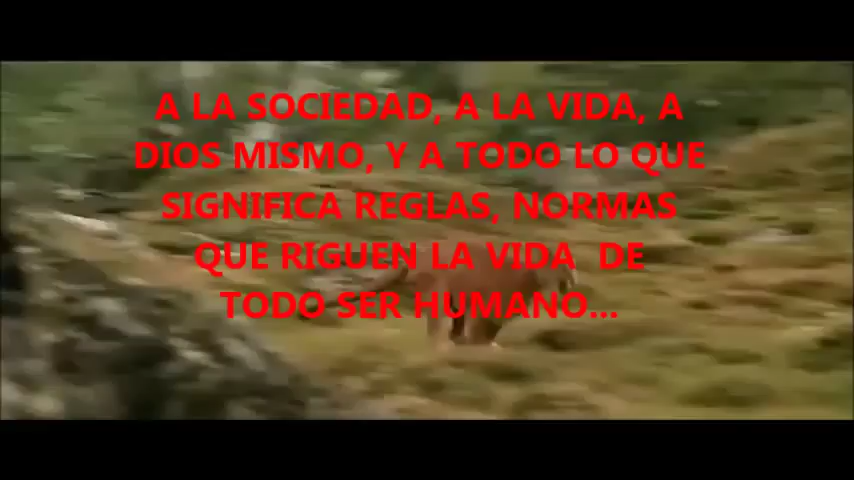 A LA SOCIEDAD, A LA VIDA, A
DIOS MISMO, Y A TODO LO QUE
SIGNIFICA REGLAS, NORMAS
QUE RIGUEN LA VIDA DE
TODO SER HUMANO...